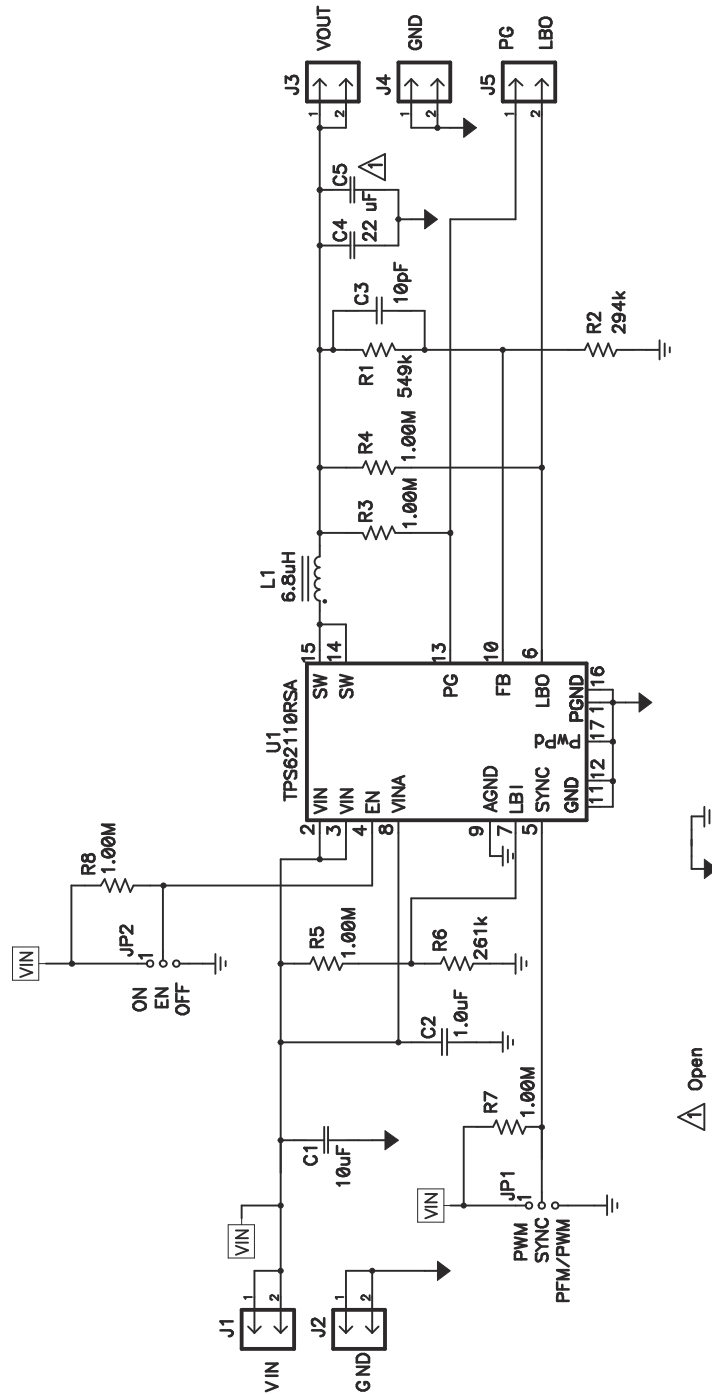 J1
VIN
1
2
VIN
J2
GND
1
2
C1
10uF
VIN
JP1
1
PWM
SYNC
PFM/PWM
R7
1.00M
C2
1.0uF
R5
1.00M
R6
261k
VIN
JP2
1
ON
EN
OFF
R8
1.00M
U1
TPS62110RSA
2 VIN
3 VIN
4 EN
8 VINA
9 AGND
7 LBI
5 SYNC
SW 15
SW 14
PG 13
FB 10
LBO 6
GND PwPd PGND
11 12 17 1 16
L1
6.8uH
R3
1.00M
R4
1.00M
R1
549k
C3
10pF
R2
294k
C4
22 uF
C5
1
J3
1
2
VOUT
J4
1
2
GND
J5
1
2
PG
LBO
1 Open